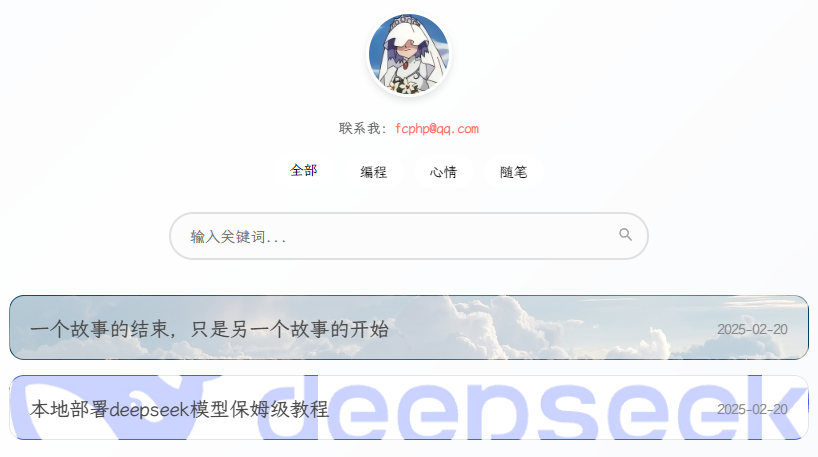 联系我: fcphp@qq.com
全部 编程 心情 随笔
输入关键词...
一个故事的结束, 只是另一个故事的开始 2025-02-20
本地部署deepseek模型保姆级教程 2025-02-20
deepseek